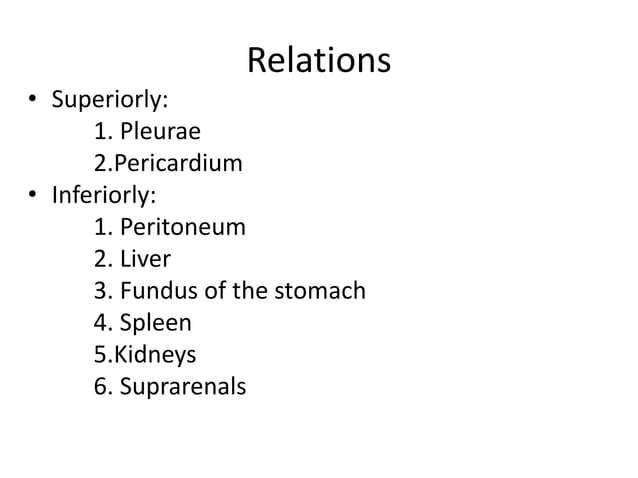 Relations
• Superiorly:
1. Pleurae
2.Pericardium
• Inferiorly:
1. Peritoneum
2. Liver
3. Fundus of the stomach
4. Spleen
5.Kidneys
6. Suprarenals